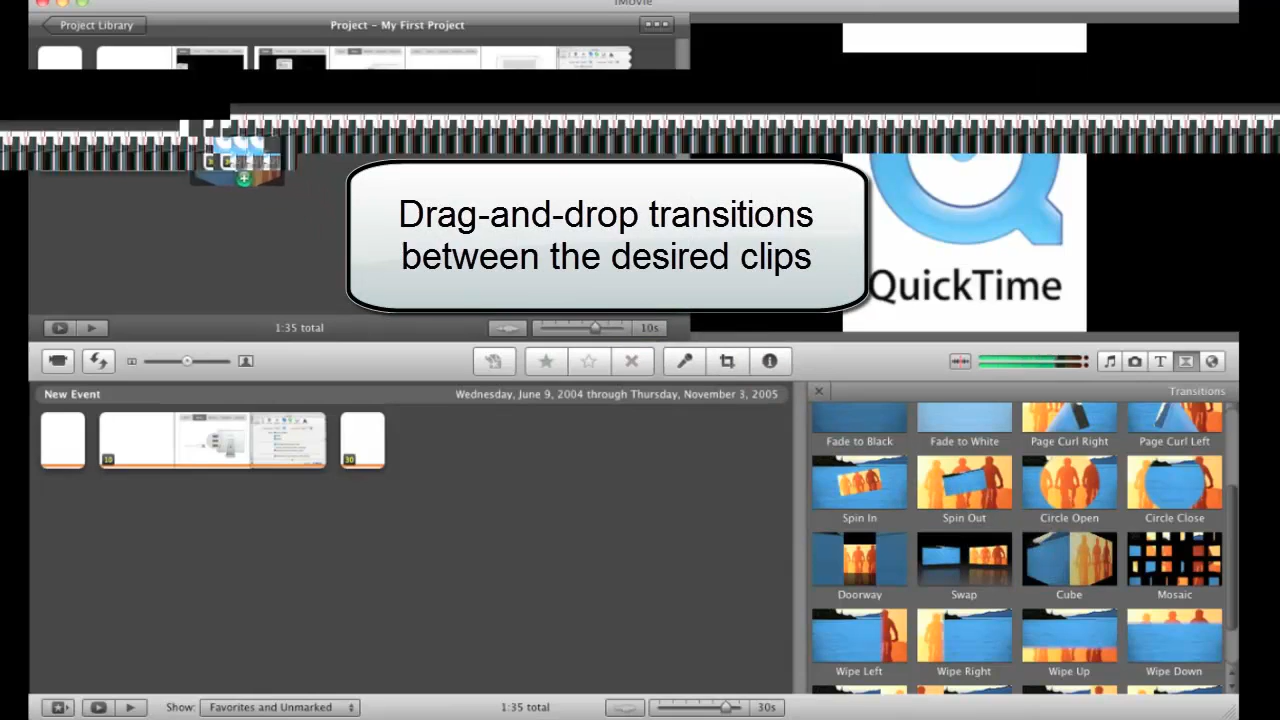 iMovie
Project Library
Project - My First Project
Drag-and-drop transitions
between the desired clips
QuickTime
1:35 total
10s
New Event
Wednesday, June 9, 2004 through Thursday, November 3, 2005
Transitions
10
30
Fade to Black
Fade to White
Page Curl Right
Page Curl Left
Spin In
Spin Out
Circle Open
Circle Close
Doorway
Swap
Cube
Mosaic
Wipe Left
Wipe Right
Wipe Up
Wipe Down
Show:
Favorites and Unmarked
1:35 total
30s